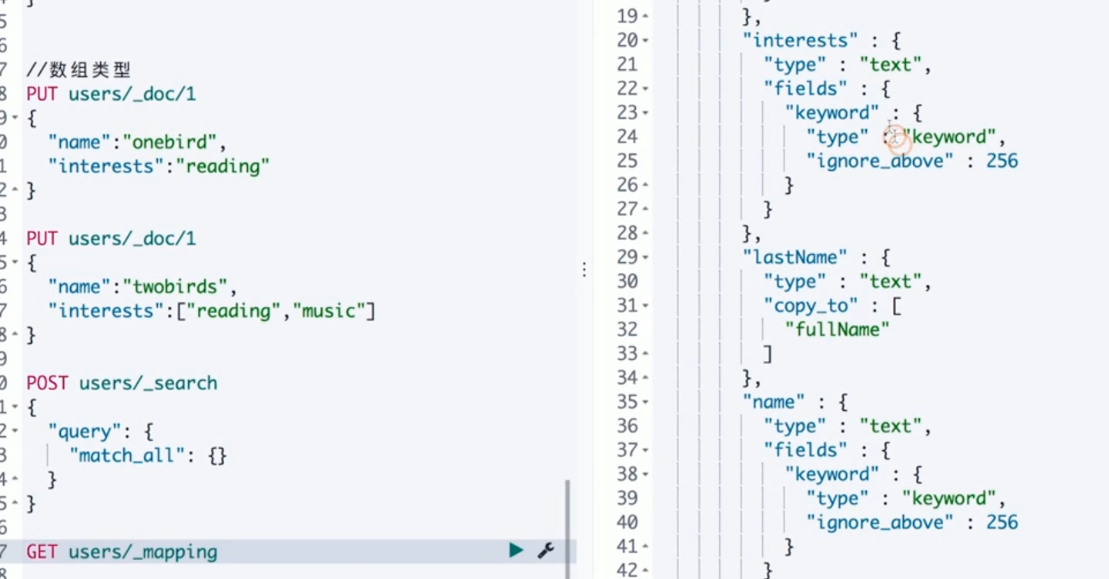 }
5
6
7 //数组类型
8 PUT users/_doc/1
9 {
0 "name":"onebird",
1 "interests":"reading"
2 }
3
4 PUT users/_doc/1
5 {
6 "name":"twobirds",
7 "interests":["reading","music"]
8 }
9
0 POST users/_search
1 {
2 "query": {
3 "match_all": {}
4 }
5 }
6
7 GET users/_mapping
8
19 },
20 "interests" : {
21 "type" : "text",
22 "fields" : {
23 "keyword" : {
24 "type" : "keyword",
25 "ignore_above" : 256
26 }
27 }
28 },
29 "lastName" : {
30 "type" : "text",
31 "copy_to" : [
32 "fullName"
33 ]
34 },
35 "name" : {
36 "type" : "text",
37 "fields" : {
38 "keyword" : {
39 "type" : "keyword",
40 "ignore_above" : 256
41 }
42 }